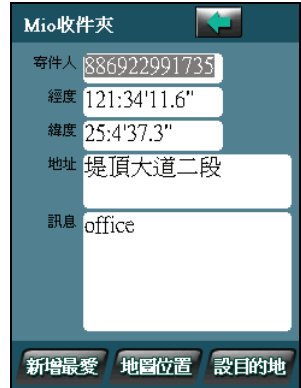 Mio收件夾
寄件人 886922991735
經度 121:34'11.6"
緯度 25:4'37.3"
地址 堤頂大道二段
訊息 office
新增最愛 地圖位置 設目的地